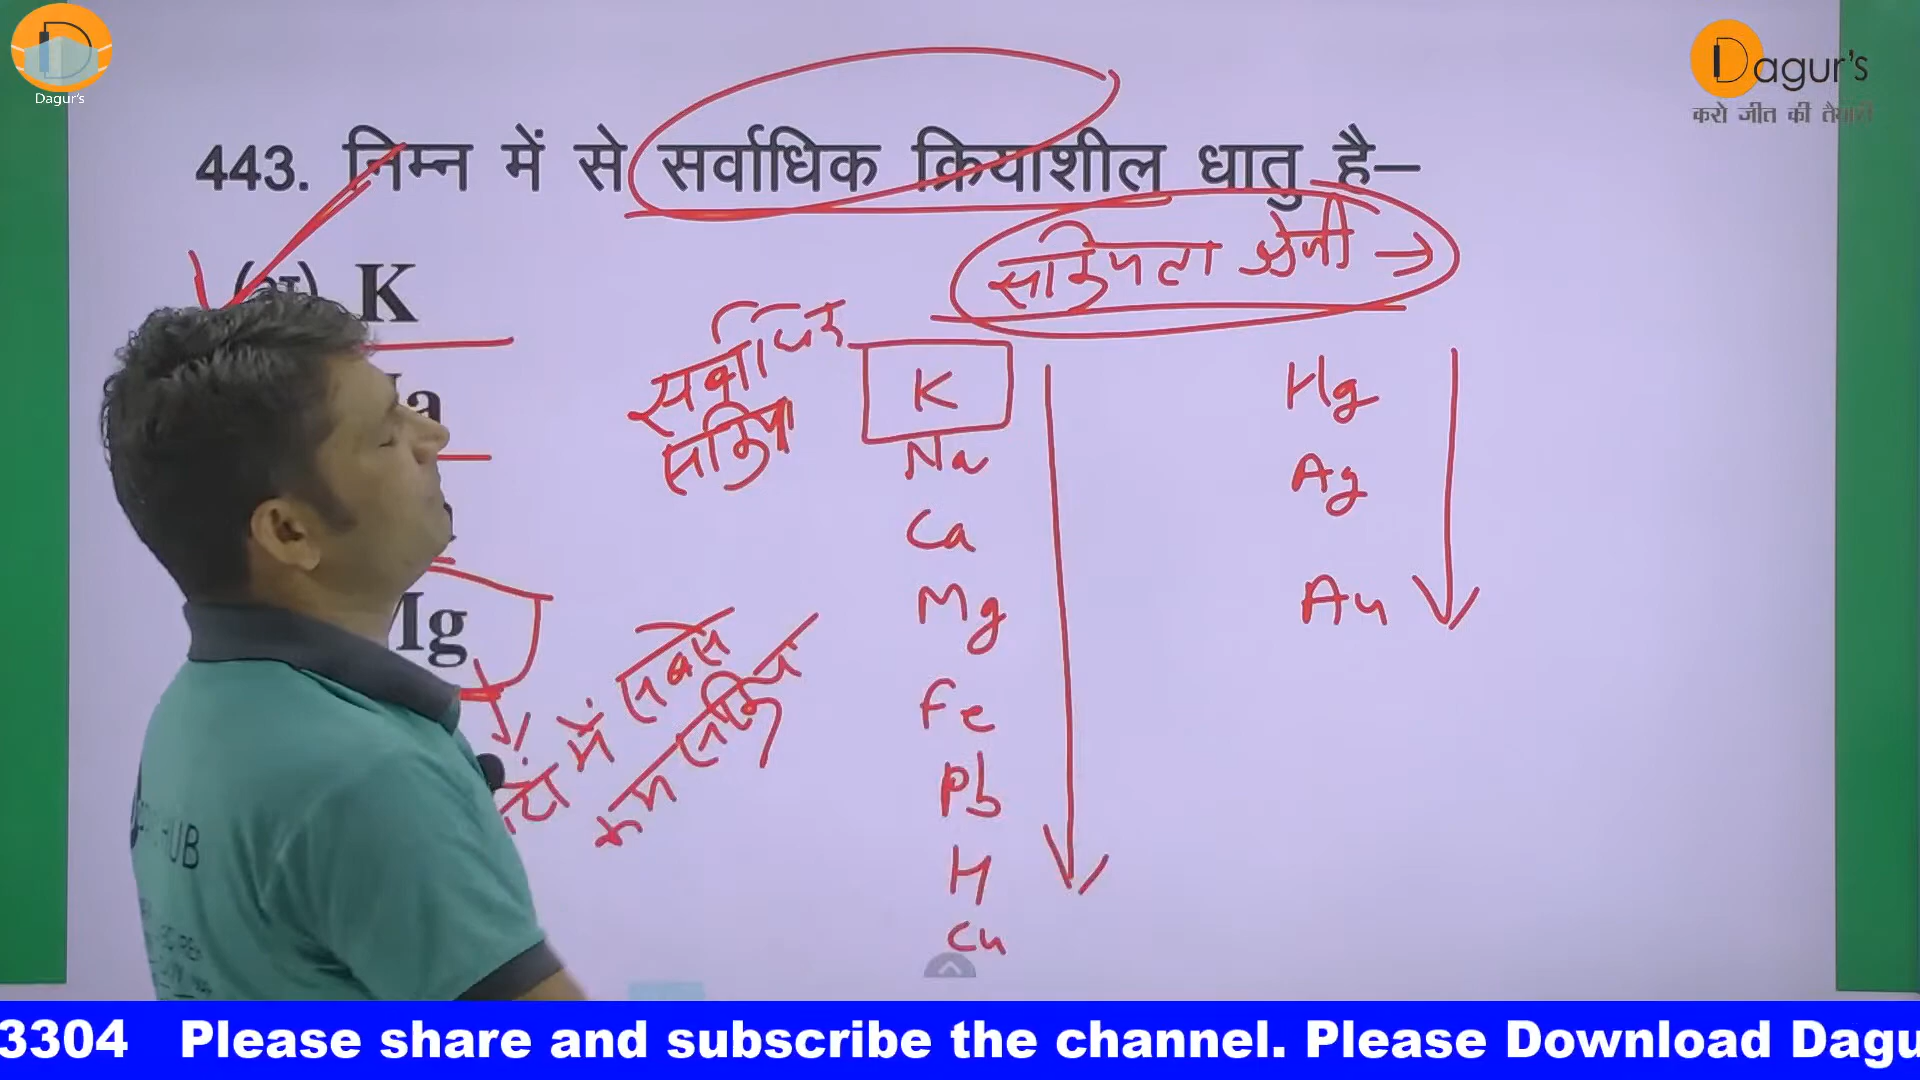 Dagur's
Dagur's
करो जीत की तैयारी
443. निम्न में से सर्वाधिक क्रियाशील धातु है–
सक्रियता श्रेणी →
K
सर्वाधिक
सक्रिय
K
Na
Ca
Mg
Fe
Pb
H
Cu
Hg
Ag
Au
Mg
में सबसे
कम सक्रिय
HUB
3304 Please share and subscribe the channel. Please Download Dagu